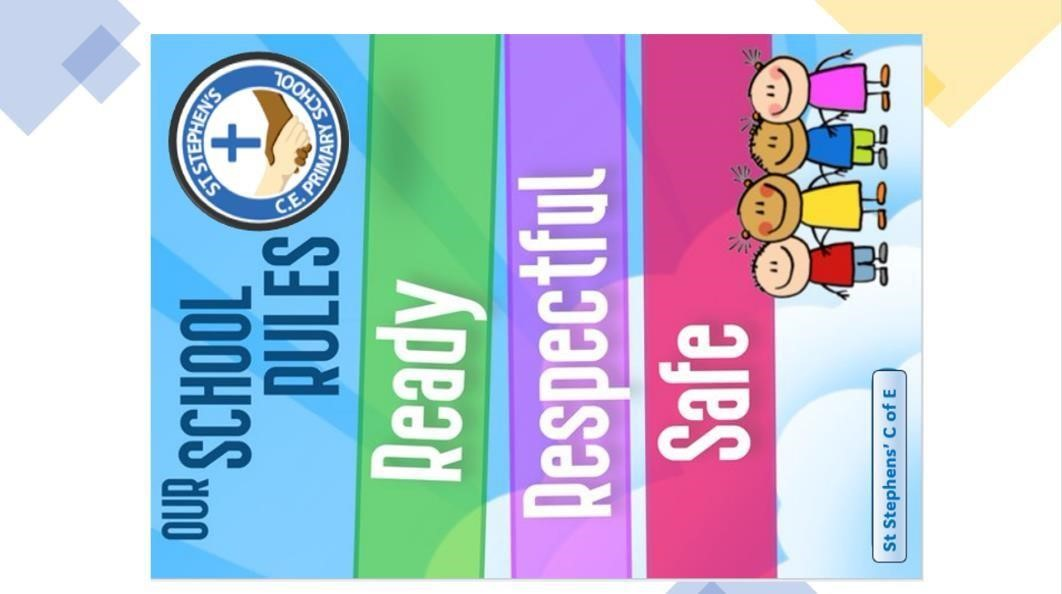 OUR
SCHOOL
RULES
ST STEPHEN'S
C.E. PRIMARY SCHOOL
Ready
Respectful
Safe
St Stephens' C of E